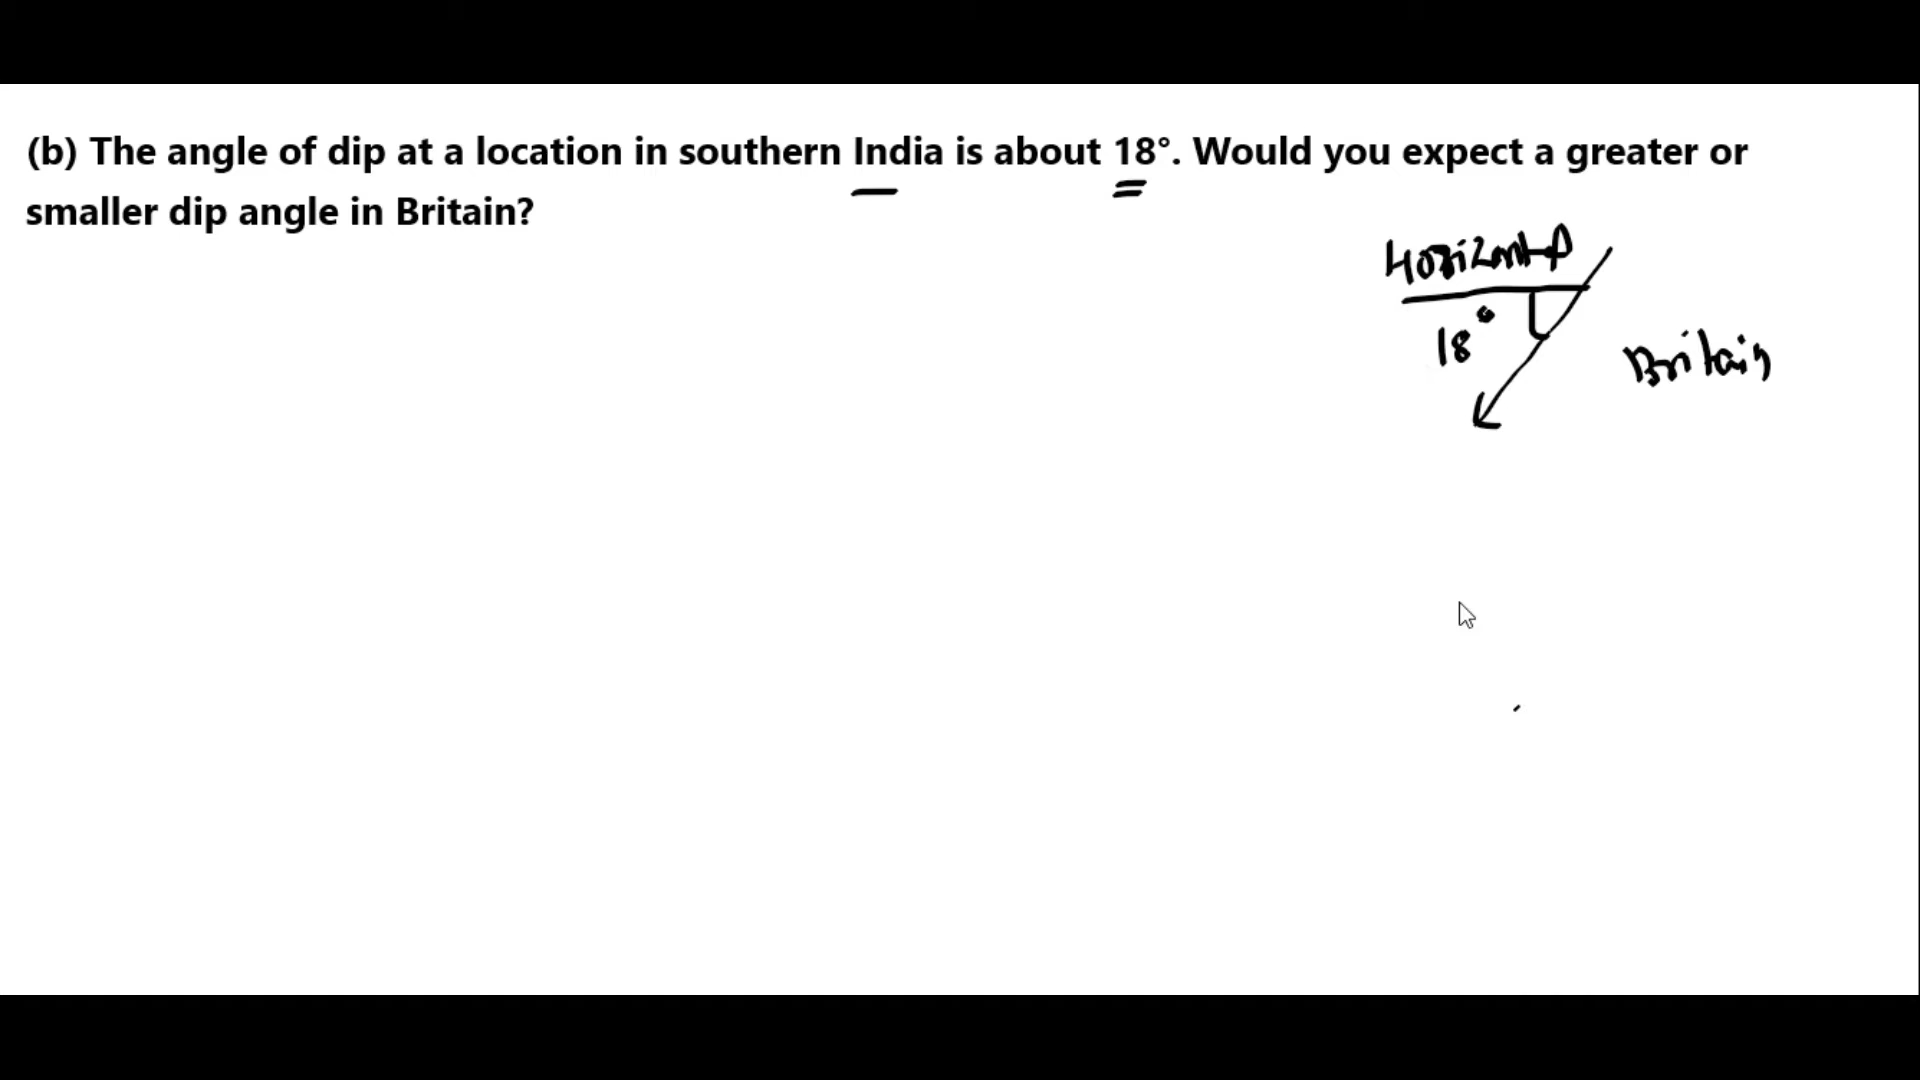 (b) The angle of dip at a location in southern India is about 18°. Would you expect a greater or
smaller dip angle in Britain?
Horizontal
18°
Britain